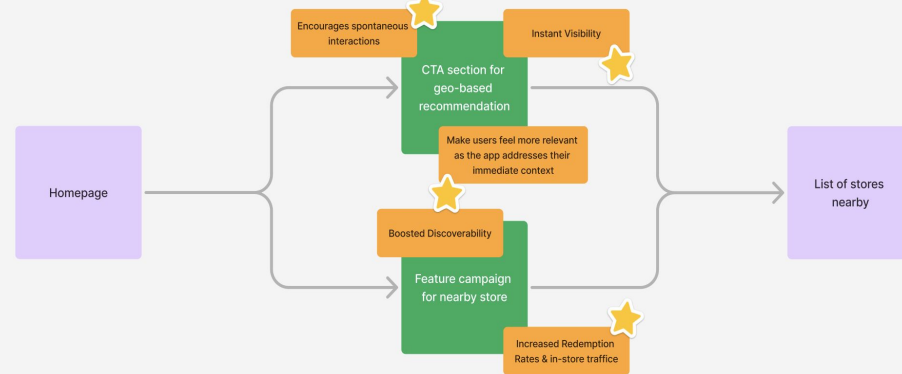 Encourages spontaneous
interactions
Instant Visibility
CTA section for
geo-based
recommendation
Make users feel more relevant
as the app addresses their
immediate context
Homepage
List of stores
nearby
Boosted Discoverability
Feature campaign
for nearby store
Increased Redemption
Rates & in-store traffice